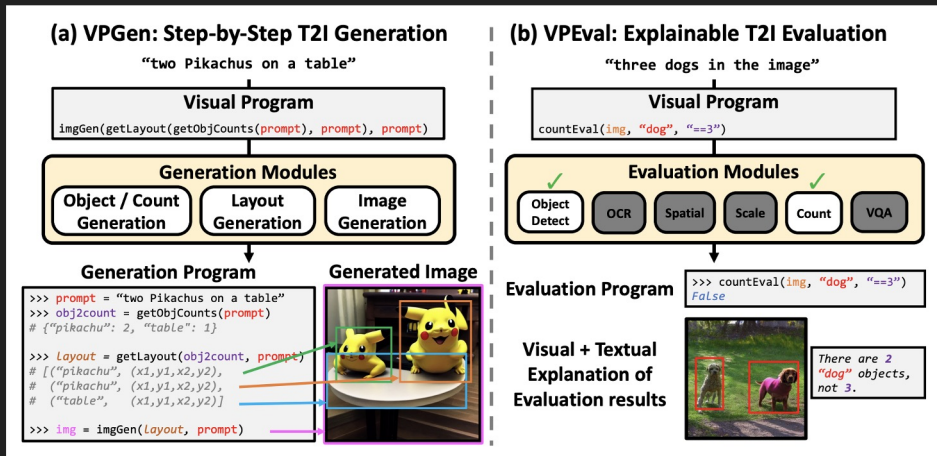 (a) VPGen: Step-by-Step T2I Generation
“two Pikachus on a table”
Visual Program
imgGen(getLayout(getObjCounts(prompt), prompt), prompt)
Generation Modules
Object / Count
Generation
Layout
Generation
Image
Generation
Generation Program
>>> prompt = “two Pikachus on a table”
>>> obj2count = getObjCounts(prompt)
# {“pikachu”: 2, “table”: 1}
>>> layout = getLayout(obj2count, prompt)
# [(“pikachu”, (x1,y1,x2,y2),
#  (“pikachu”, (x1,y1,x2,y2),
#  (“table”,   (x1,y1,x2,y2)]
>>> img = imgGen(layout, prompt)
Generated Image
(b) VPEval: Explainable T2I Evaluation
“three dogs in the image”
Visual Program
countEval(img, “dog”, “==3”)
Evaluation Modules
Object
Detect
OCR
Spatial
Scale
Count
VQA
Evaluation Program
>>> countEval(img, “dog”, “==3”)
False
Visual + Textual
Explanation of
Evaluation results
There are 2
“dog” objects,
not 3.